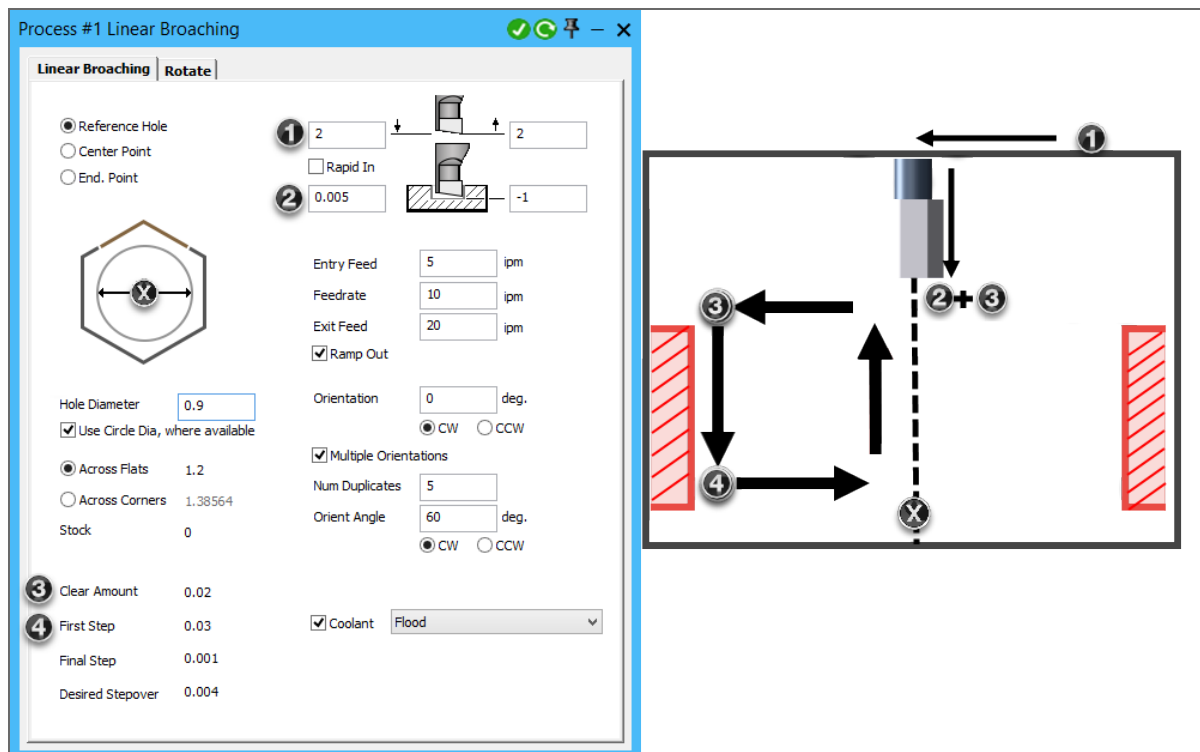 Process #1 Linear Broaching
Linear Broaching
Rotate
Reference Hole
Center Point
End. Point
1
2
2
Rapid In
2
0.005
-1
X
Entry Feed 5 ipm
Feedrate 10 ipm
Exit Feed 20 ipm
Ramp Out
Hole Diameter 0.9
Use Circle Dia, where available
Orientation 0 deg.
CW CCW
Across Flats 1.2
Across Corners 1.38564
Stock 0
Multiple Orientations
Num Duplicates 5
Orient Angle 60 deg.
CW CCW
3 Clear Amount 0.02
4 First Step 0.03
Final Step 0.001
Desired Stepover 0.004
Coolant Flood
1
2+3
3
4
X